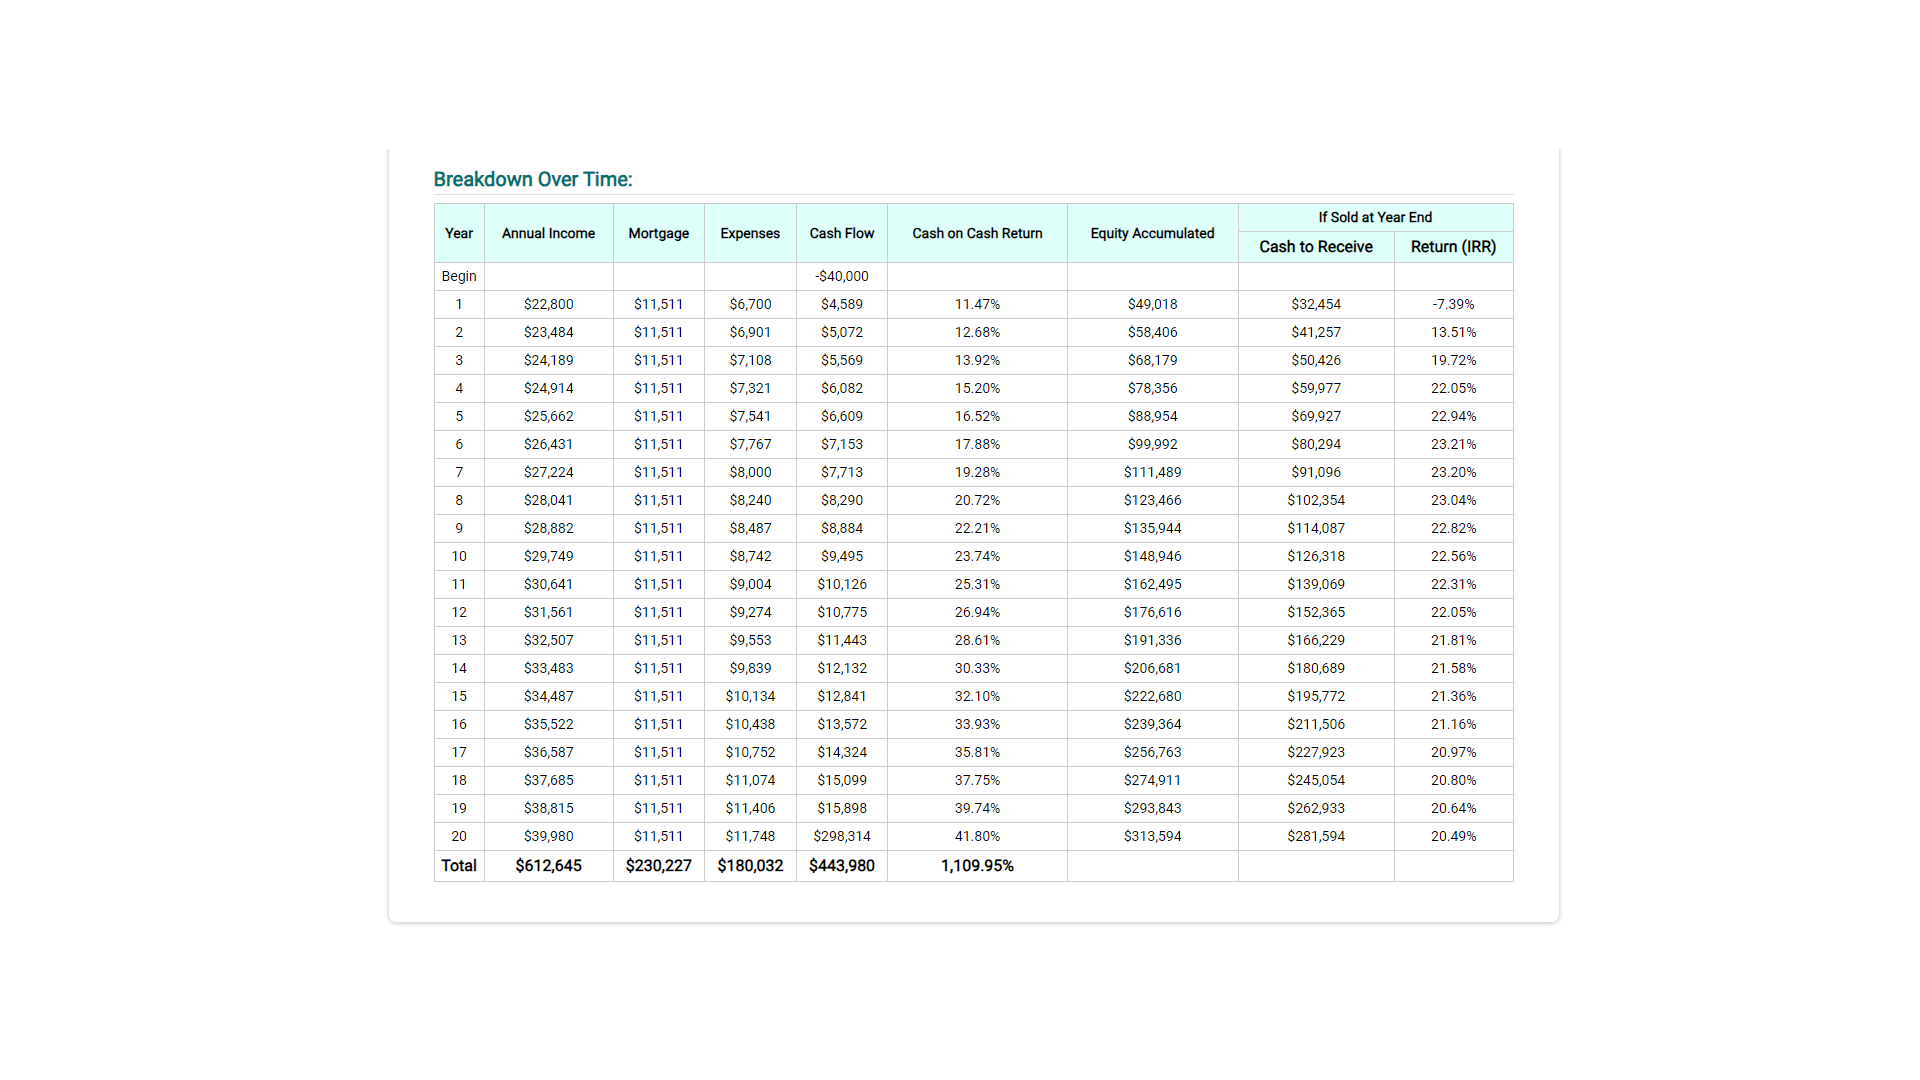 Breakdown Over Time:
If Sold at Year End
Year Annual Income Mortgage Expenses Cash Flow Cash on Cash Return Equity Accumulated
Cash to Receive Return (IRR)
Begin -$40,000
1 $22,800 $11,511 $6,700 $4,589 11.47% $49,018 $32,454 -7.39%
2 $23,484 $11,511 $6,901 $5,072 12.68% $58,406 $41,257 13.51%
3 $24,189 $11,511 $7,108 $5,569 13.92% $68,179 $50,426 19.72%
4 $24,914 $11,511 $7,321 $6,082 15.20% $78,356 $59,977 22.05%
5 $25,662 $11,511 $7,541 $6,609 16.52% $88,954 $69,927 22.94%
6 $26,431 $11,511 $7,767 $7,153 17.88% $99,992 $80,294 23.21%
7 $27,224 $11,511 $8,000 $7,713 19.28% $111,489 $91,096 23.20%
8 $28,041 $11,511 $8,240 $8,290 20.72% $123,466 $102,354 23.04%
9 $28,882 $11,511 $8,487 $8,884 22.21% $135,944 $114,087 22.82%
10 $29,749 $11,511 $8,742 $9,495 23.74% $148,946 $126,318 22.56%
11 $30,641 $11,511 $9,004 $10,126 25.31% $162,495 $139,069 22.31%
12 $31,561 $11,511 $9,274 $10,775 26.94% $176,616 $152,365 22.05%
13 $32,507 $11,511 $9,553 $11,443 28.61% $191,336 $166,229 21.81%
14 $33,483 $11,511 $9,839 $12,132 30.33% $206,681 $180,689 21.58%
15 $34,487 $11,511 $10,134 $12,841 32.10% $222,680 $195,772 21.36%
16 $35,522 $11,511 $10,438 $13,572 33.93% $239,364 $211,506 21.16%
17 $36,587 $11,511 $10,752 $14,324 35.81% $256,763 $227,923 20.97%
18 $37,685 $11,511 $11,074 $15,099 37.75% $274,911 $245,054 20.80%
19 $38,815 $11,511 $11,406 $15,898 39.74% $293,843 $262,933 20.64%
20 $39,980 $11,511 $11,748 $298,314 41.80% $313,594 $281,594 20.49%
Total $612,645 $230,227 $180,032 $443,980 1,109.95%